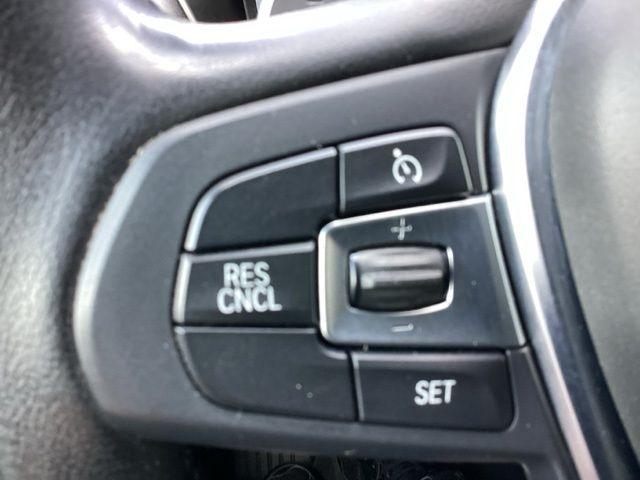 +
RES
CNCL
–
SET